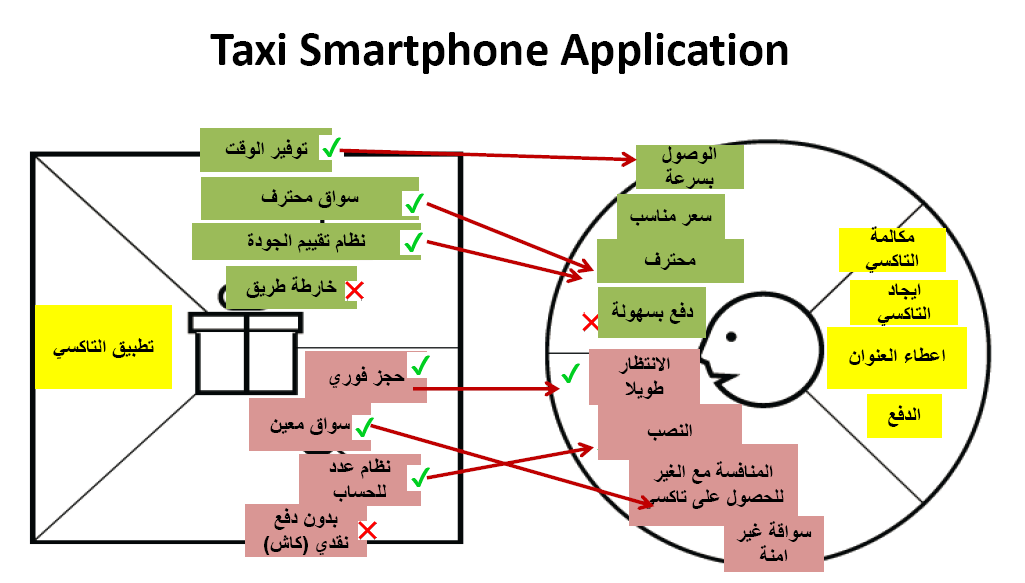 Taxi Smartphone Application
توفير الوقت
سواق محترف
نظام تقييم الجودة
خارطة طريق
تطبيق التاكسي
حجز فوري
سواق معين
نظام عدد
للحساب
بدون دفع
نقدي (كاش)
الوصول
بسرعة
سعر مناسب
محترف
دفع بسهولة
الانتظار
طويلا
النصب
المنافسة مع الغير
للحصول على تاكسي
سواقة غير
امنة
مكالمة
التاكسي
ايجاد
التاكسي
اعطاء العنوان
الدفع